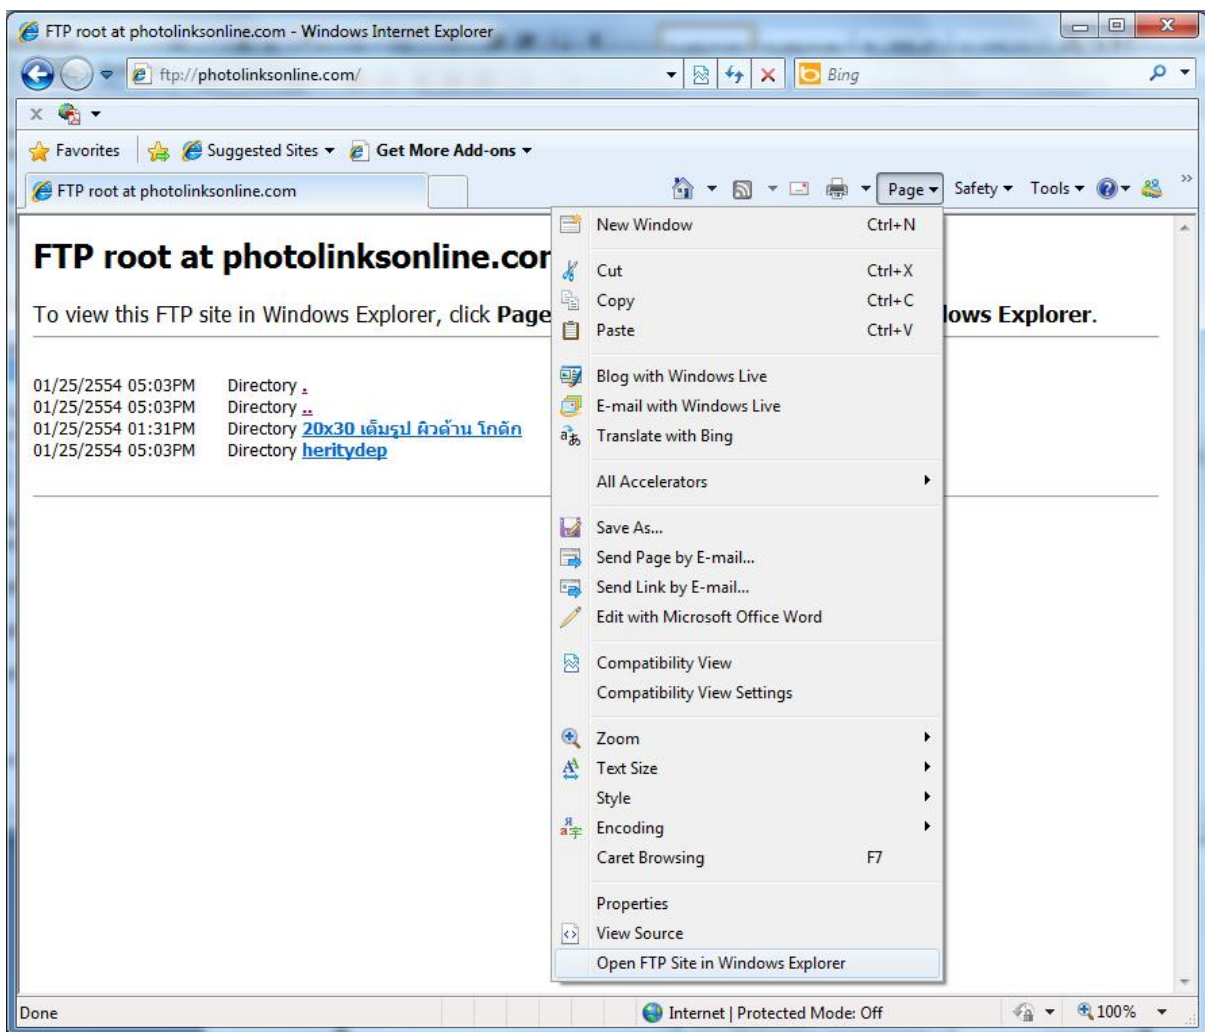 FTP root at photolinksonline.com - Windows Internet Explorer
ftp://photolinksonline.com/
Bing
Favorites
Suggested Sites
Get More Add-ons
FTP root at photolinksonline.com
Page
Safety
Tools
FTP root at photolinksonline.com
To view this FTP site in Windows Explorer, click Page
dows Explorer.
01/25/2554 05:03PM Directory .
01/25/2554 05:03PM Directory ..
01/25/2554 01:31PM Directory 20x30 เต็มรูป ผิวด้าน โกดัก
01/25/2554 05:03PM Directory heritydep
New Window Ctrl+N
Cut Ctrl+X
Copy Ctrl+C
Paste Ctrl+V
Blog with Windows Live
E-mail with Windows Live
Translate with Bing
All Accelerators
Save As...
Send Page by E-mail...
Send Link by E-mail...
Edit with Microsoft Office Word
Compatibility View
Compatibility View Settings
Zoom
Text Size
Style
Encoding
Caret Browsing F7
Properties
View Source
Open FTP Site in Windows Explorer
Done
Internet | Protected Mode: Off
100%